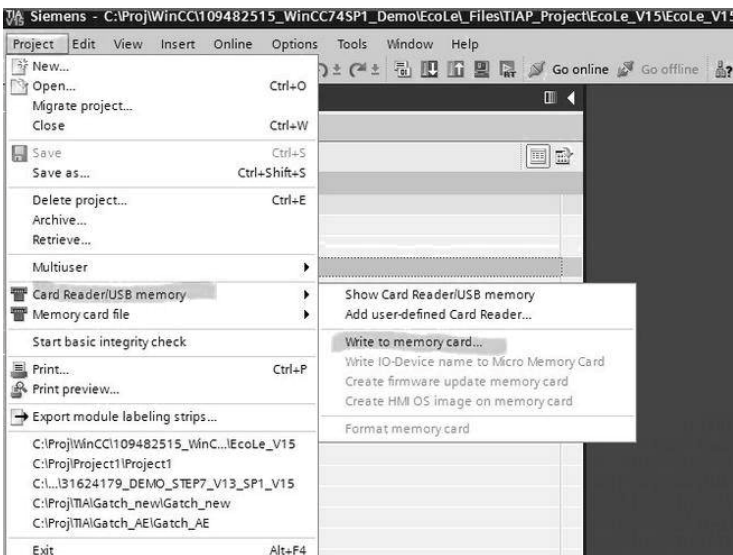 Siemens - C:\Proj\WinCC\109482515_WinCC74SP1_Demo\EcoLe\_Files\TIAP_Project\EcoLe_V15\EcoLe_V15
Project Edit View Insert Online Options Tools Window Help
New...
Go online Go offline
Open... Ctrl+O
Migrate project...
Close Ctrl+W
Save Ctrl+S
Save as... Ctrl+Shift+S
Delete project... Ctrl+E
Archive...
Retrieve...
Multiuser
Card Reader/USB memory
Memory card file
Start basic integrity check
Print... Ctrl+P
Print preview...
Export module labeling strips...
C:\Proj\WinCC\109482515_WinC...\EcoLe_V15
C:\Proj\Project1\Project1
C:\...\31624179_DEMO_STEP7_V13_SP1_V15
C:\Proj\TIA\Gatch_new\Gatch_new
C:\Proj\TIA\Gatch_AE\Gatch_AE
Exit Alt+F4
Show Card Reader/USB memory
Add user-defined Card Reader...
Write to memory card...
Write IO-Device name to Micro Memory Card
Create firmware update memory card
Create HMI OS image on memory card
Format memory card